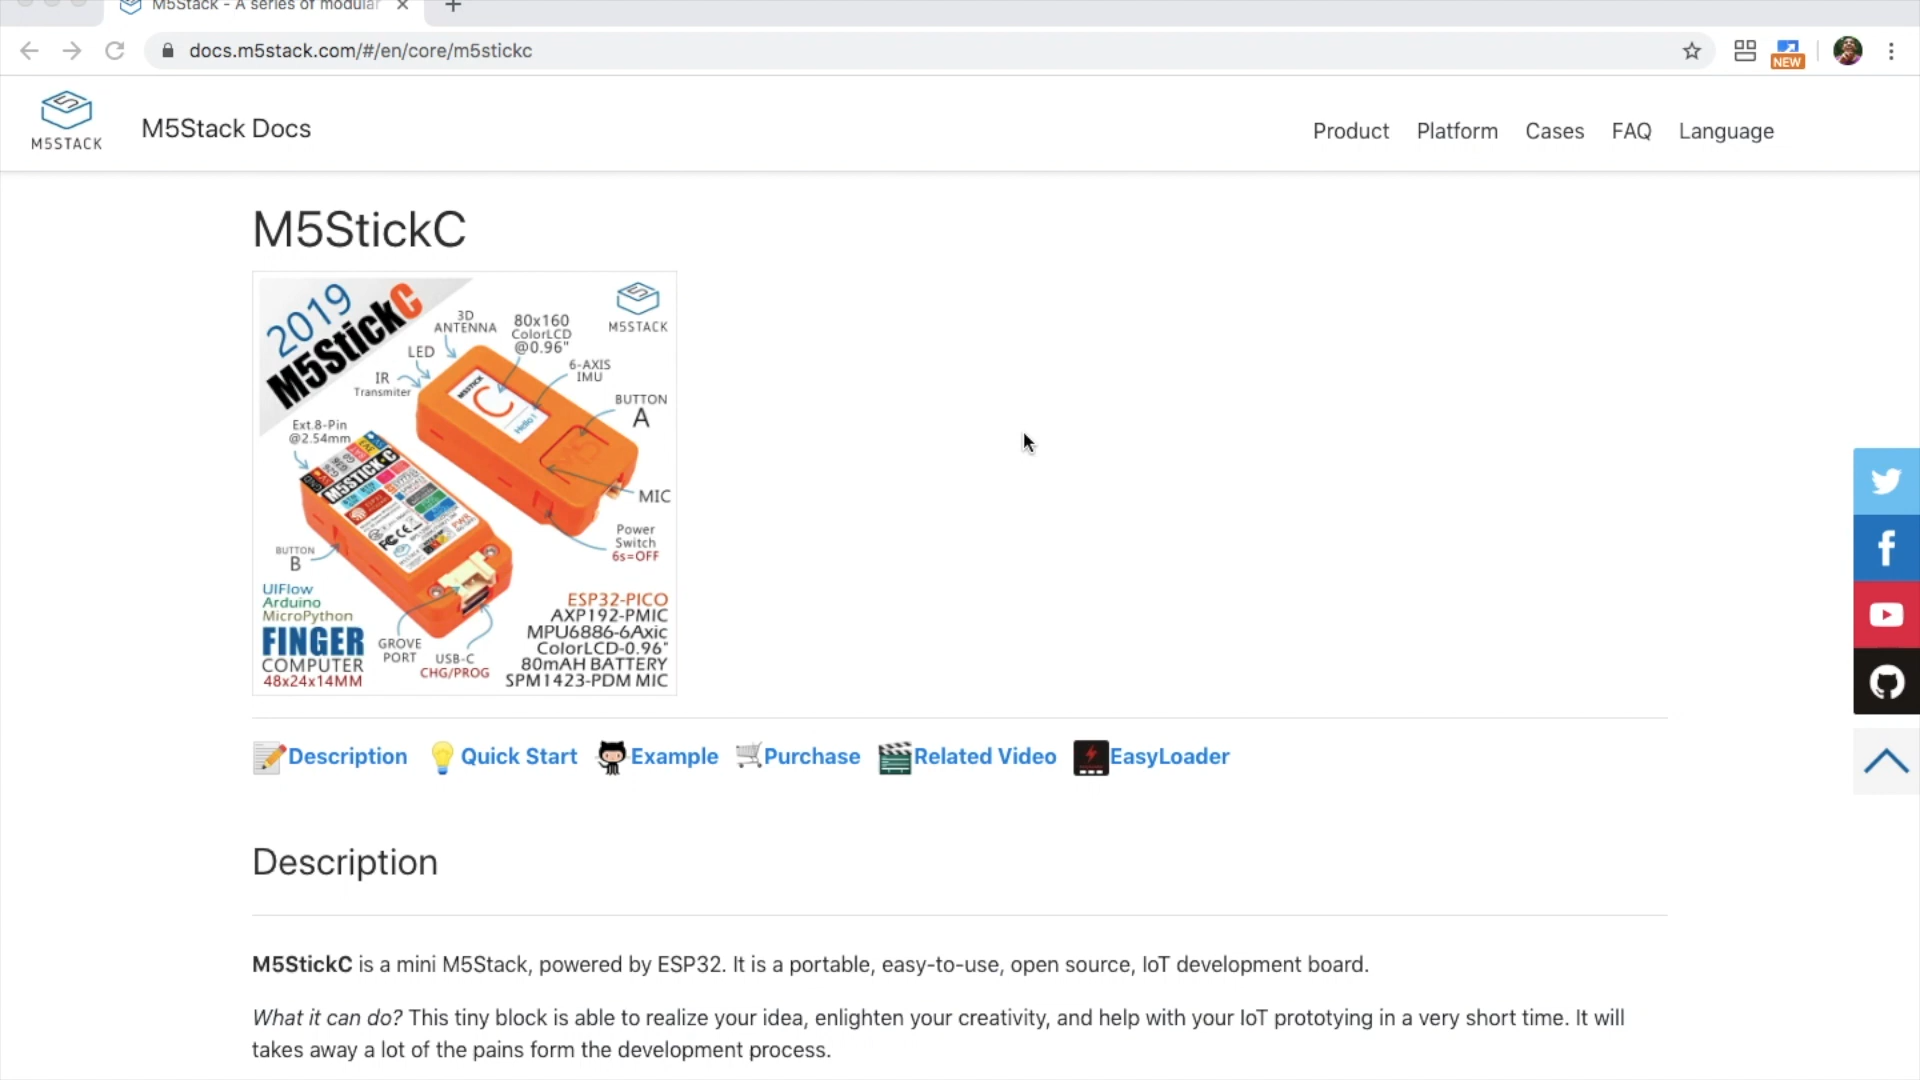 M5Stack - A series of modular
docs.m5stack.com/#/en/core/m5stickc
NEW
M5STACK
M5Stack Docs
Product
Platform
Cases
FAQ
Language
M5StickC
2019
M5StickC
M5STACK
3D
ANTENNA
80x160
ColorLCD
@0.96"
LED
6-AXIS
IMU
IR
Transmiter
BUTTON
A
Ext.8-Pin
@2.54mm
M5STICK
C
Hello!
M5
M5STICK-C
MIC
Power
Switch
6s=OFF
BUTTON
B
UIFlow
Arduino
MicroPython
FINGER
COMPUTER
48x24x14MM
GROVE
PORT
USB-C
CHG/PROG
ESP32-PICO
AXP192-PMIC
MPU6886-6Axic
ColorLCD-0.96"
80mAH BATTERY
SPM1423-PDM MIC
Description
Quick Start
Example
Purchase
Related Video
EasyLoader
Description
M5StickC is a mini M5Stack, powered by ESP32. It is a portable, easy-to-use, open source, IoT development board.
What it can do? This tiny block is able to realize your idea, enlighten your creativity, and help with your IoT prototying in a very short time. It will
takes away a lot of the pains form the development process.